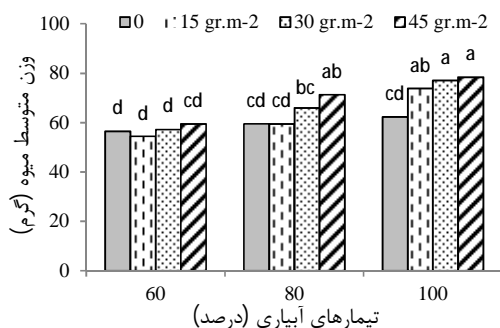 0 15 gr.m-2 30 gr.m-2 45 gr.m-2
وزن متوسط میوه (گرم)
100
80
60
40
20
0
d d d cd
cd cd bc ab
cd ab a a
60 80 100
تیمارهای آبیاری (درصد)